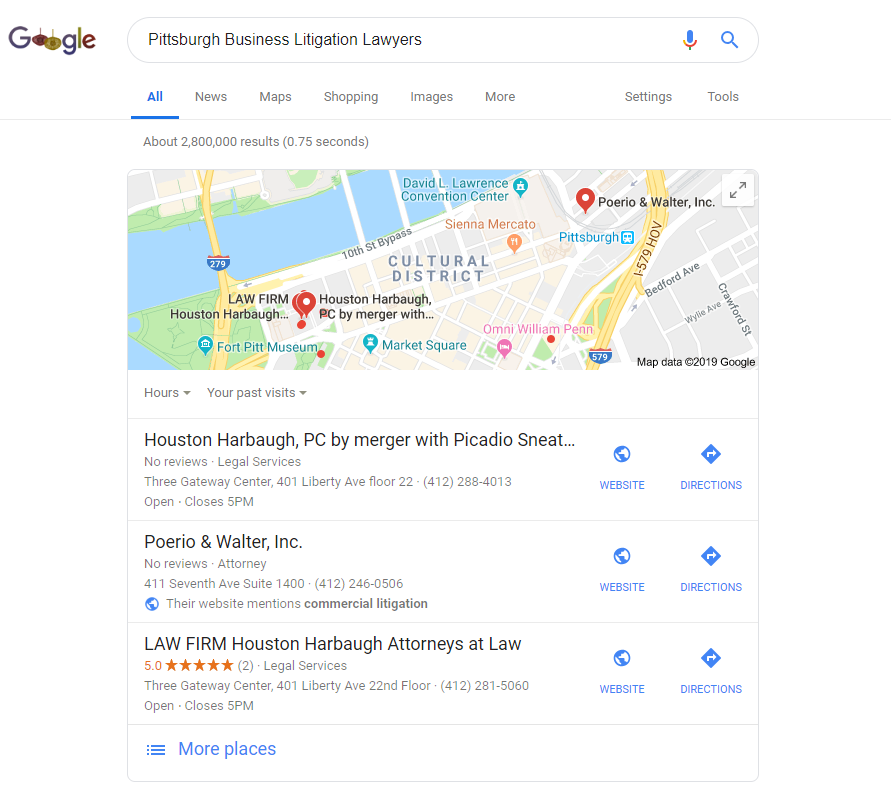 Google
Pittsburgh Business Litigation Lawyers
All News Maps Shopping Images More Settings Tools
About 2,800,000 results (0.75 seconds)
David L. Lawrence
Convention Center
Poerio & Walter, Inc.
Sienna Mercato
Pittsburgh
10th St Bypass
I-579 HOV
279
CULTURAL
DISTRICT
Bedford Ave
Crawford St
LAW FIRM
Houston Harbaugh...
Houston Harbaugh,
PC by merger with...
Wylie Ave
Omni William Penn
Fort Pitt Museum
Market Square
579
Map data ©2019 Google
Hours Your past visits
Houston Harbaugh, PC by merger with Picadio Sneat...
No reviews · Legal Services
Three Gateway Center, 401 Liberty Ave floor 22 · (412) 288-4013
Open · Closes 5PM
WEBSITE DIRECTIONS
Poerio & Walter, Inc.
No reviews · Attorney
411 Seventh Ave Suite 1400 · (412) 246-0506
Their website mentions commercial litigation
WEBSITE DIRECTIONS
LAW FIRM Houston Harbaugh Attorneys at Law
5.0 ★★★★★ (2) · Legal Services
Three Gateway Center, 401 Liberty Ave 22nd Floor · (412) 281-5060
Open · Closes 5PM
WEBSITE DIRECTIONS
More places